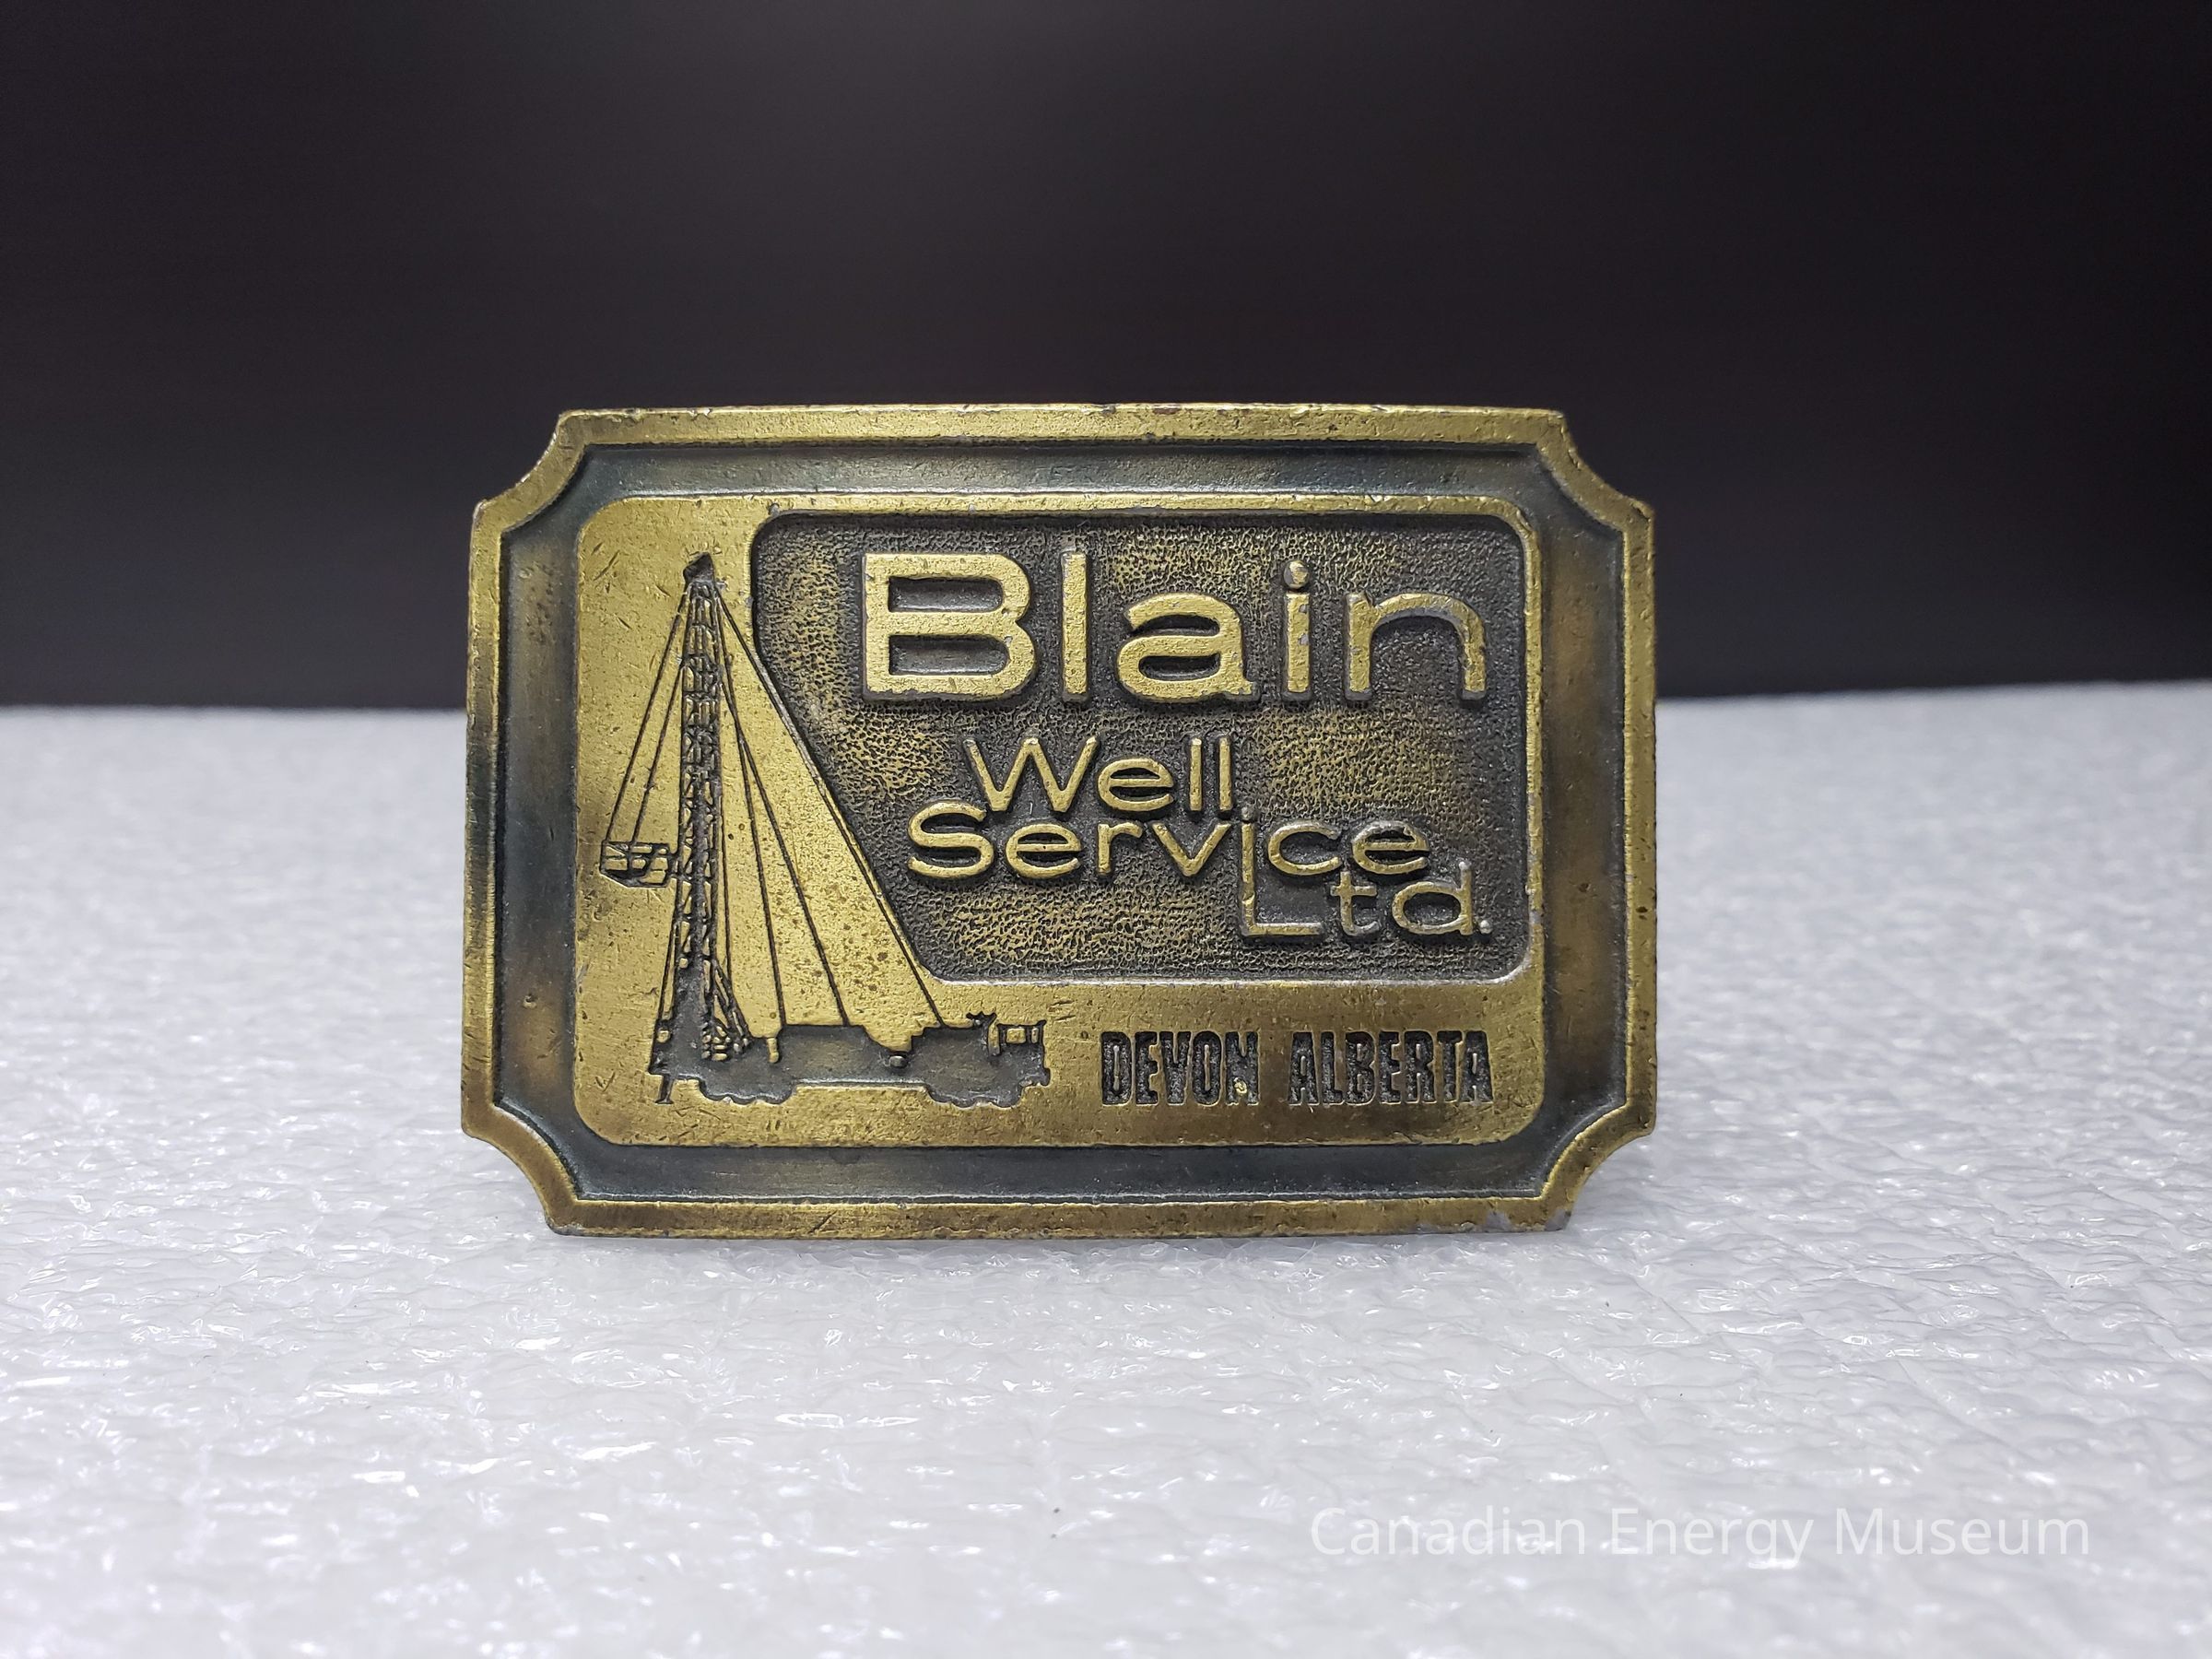 Blain
Well
Service
Ltd.
DEVON ALBERTA
Canadian Energy Museum